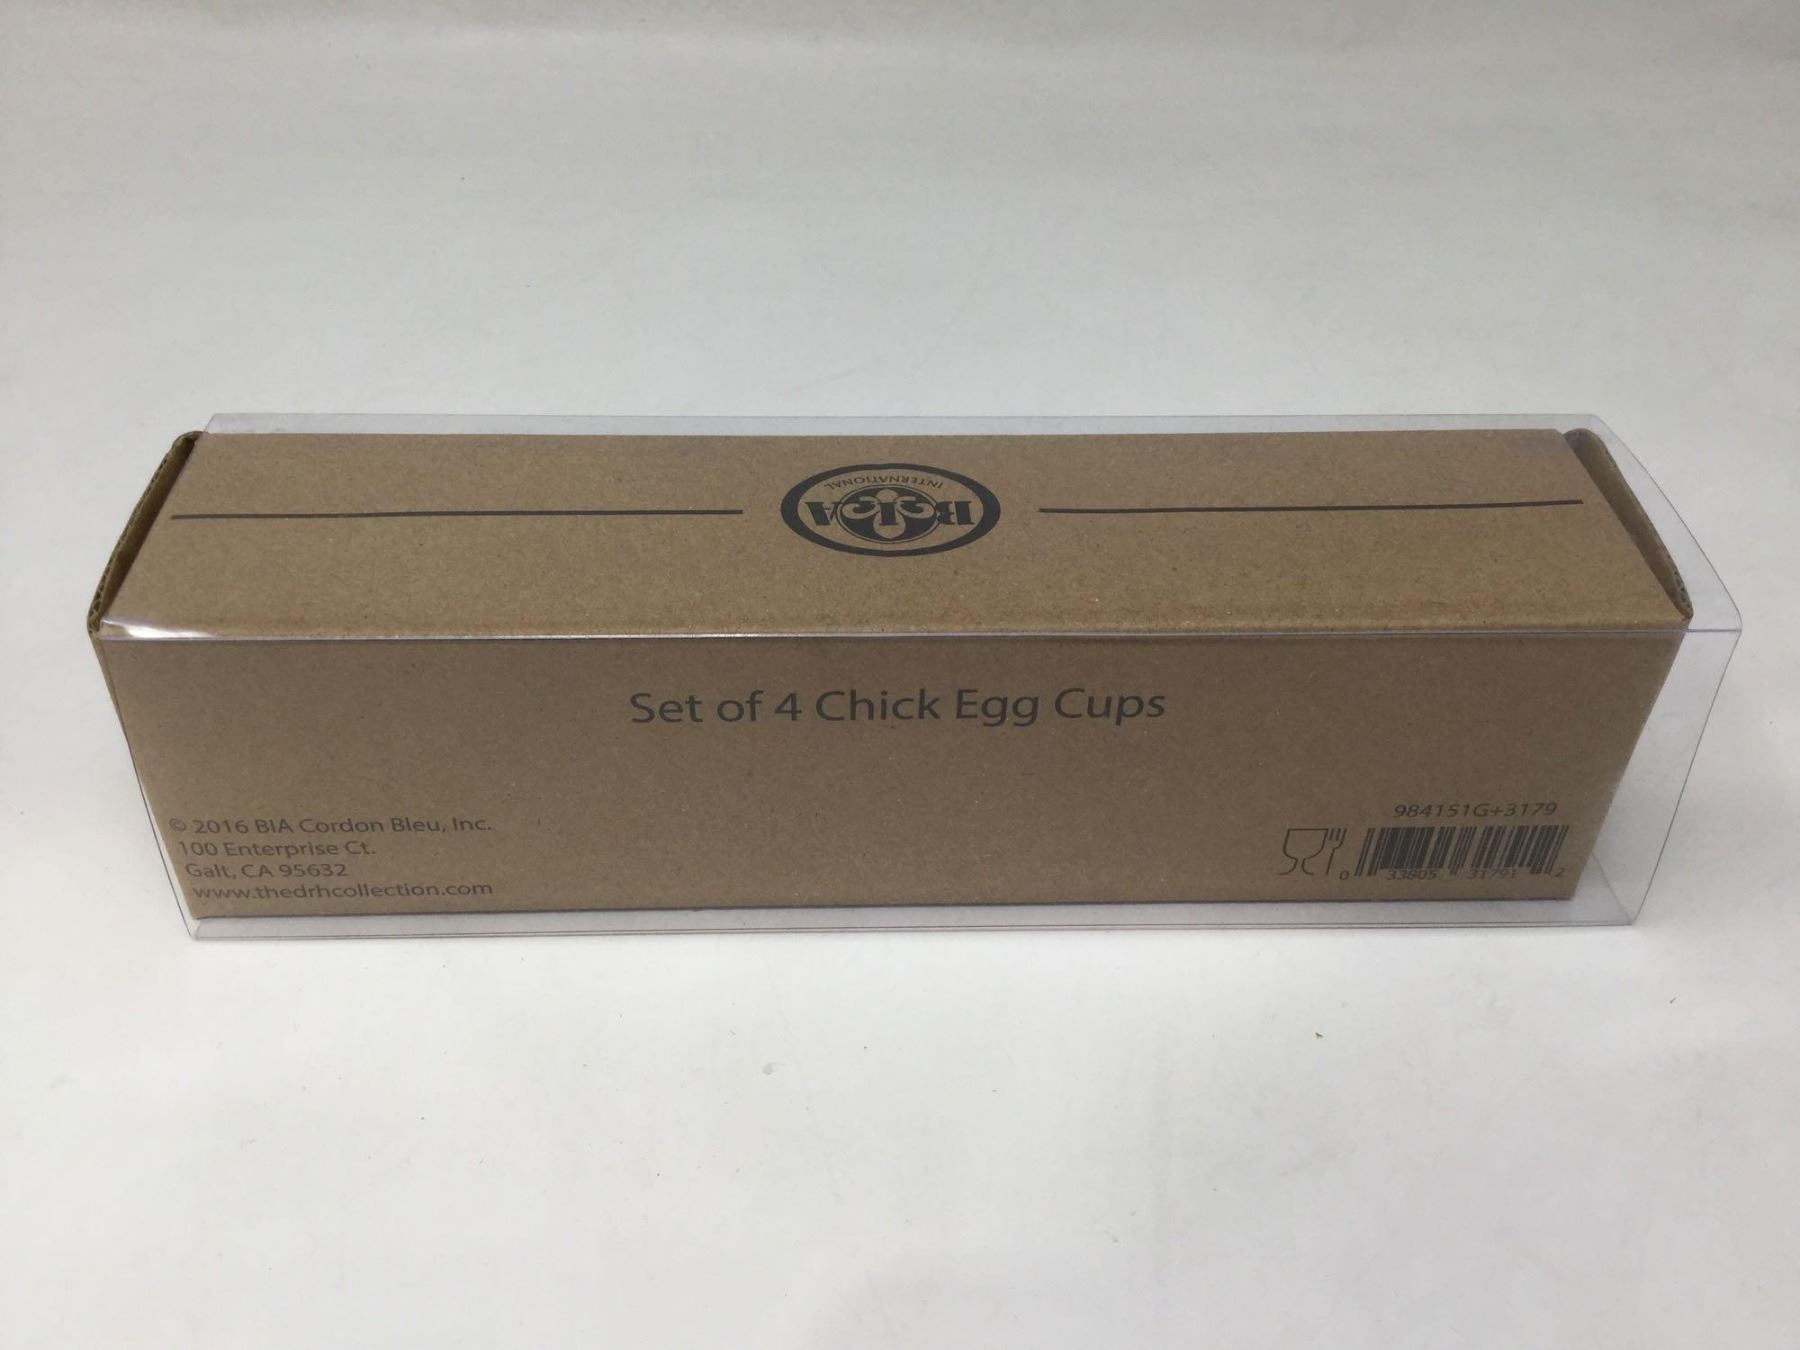 BIA
INTERNATIONAL
Set of 4 Chick Egg Cups
© 2016 BIA Cordon Bleu, Inc.
100 Enterprise Ct.
Galt, CA 95632
www.thedrhcollection.com
984151G+3179
0 33805 31791 2